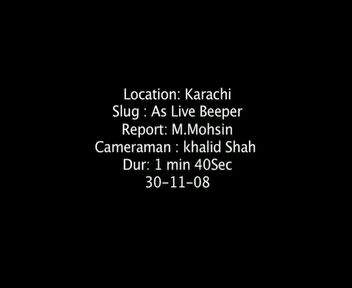 Location: Karachi
Slug : As Live Beeper
Report: M.Mohsin
Cameraman : khalid Shah
Dur: 1 min 40Sec
30-11-08